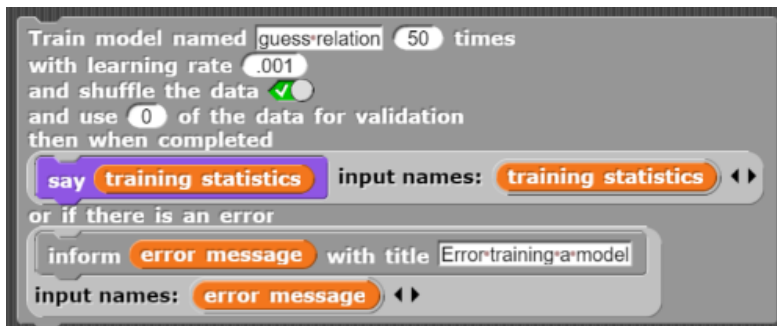 Train model named guess relation 50 times
with learning rate .001
and shuffle the data
and use 0 of the data for validation
then when completed
say training statistics input names: training statistics
or if there is an error
inform error message with title Error training a model
input names: error message